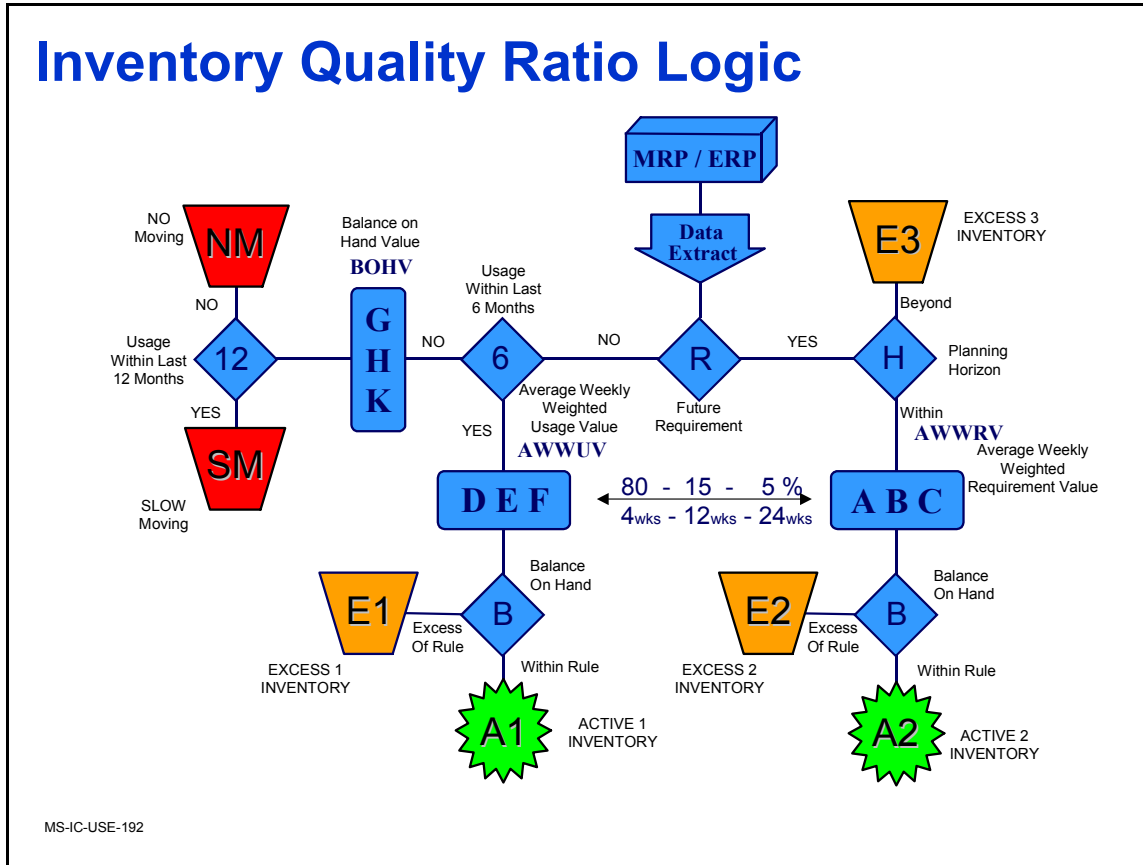 Inventory Quality Ratio Logic
MRP / ERP
Data
Extract
NO
Moving
NM
Balance on
Hand Value
BOHV
Usage
Within Last
6 Months
E3
EXCESS 3
INVENTORY
NO
Beyond
Usage
Within Last
12 Months
12
G
H
K
NO
6
NO
R
YES
H
Planning
Horizon
YES
SM
SLOW
Moving
YES
Average Weekly
Weighted
Usage Value
AWWUV
Future
Requirement
Within
AWWRV
Average Weekly
Weighted
Requirement Value
D E F
80 - 15 - 5 %
4wks - 12wks - 24wks
A B C
E1
Excess
Of Rule
EXCESS 1
INVENTORY
B
Balance
On Hand
Within Rule
A1
ACTIVE 1
INVENTORY
E2
Excess
Of Rule
EXCESS 2
INVENTORY
B
Balance
On Hand
Within Rule
A2
ACTIVE 2
INVENTORY
MS-IC-USE-192